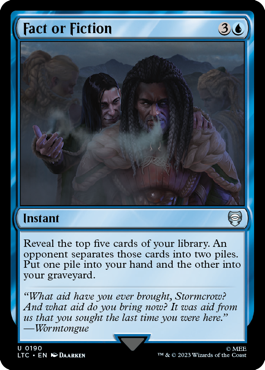 Fact or Fiction 3
Instant
Reveal the top five cards of your library. An
opponent separates those cards into two piles.
Put one pile into your hand and the other into
your graveyard.
“What aid have you ever brought, Stormcrow?
And what aid do you bring now? It was aid from
us that you sought the last time you were here.”
—Wormtongue
U 0190
LTC • EN DAARKEN
© MEE
™ & © 2023 Wizards of the Coast